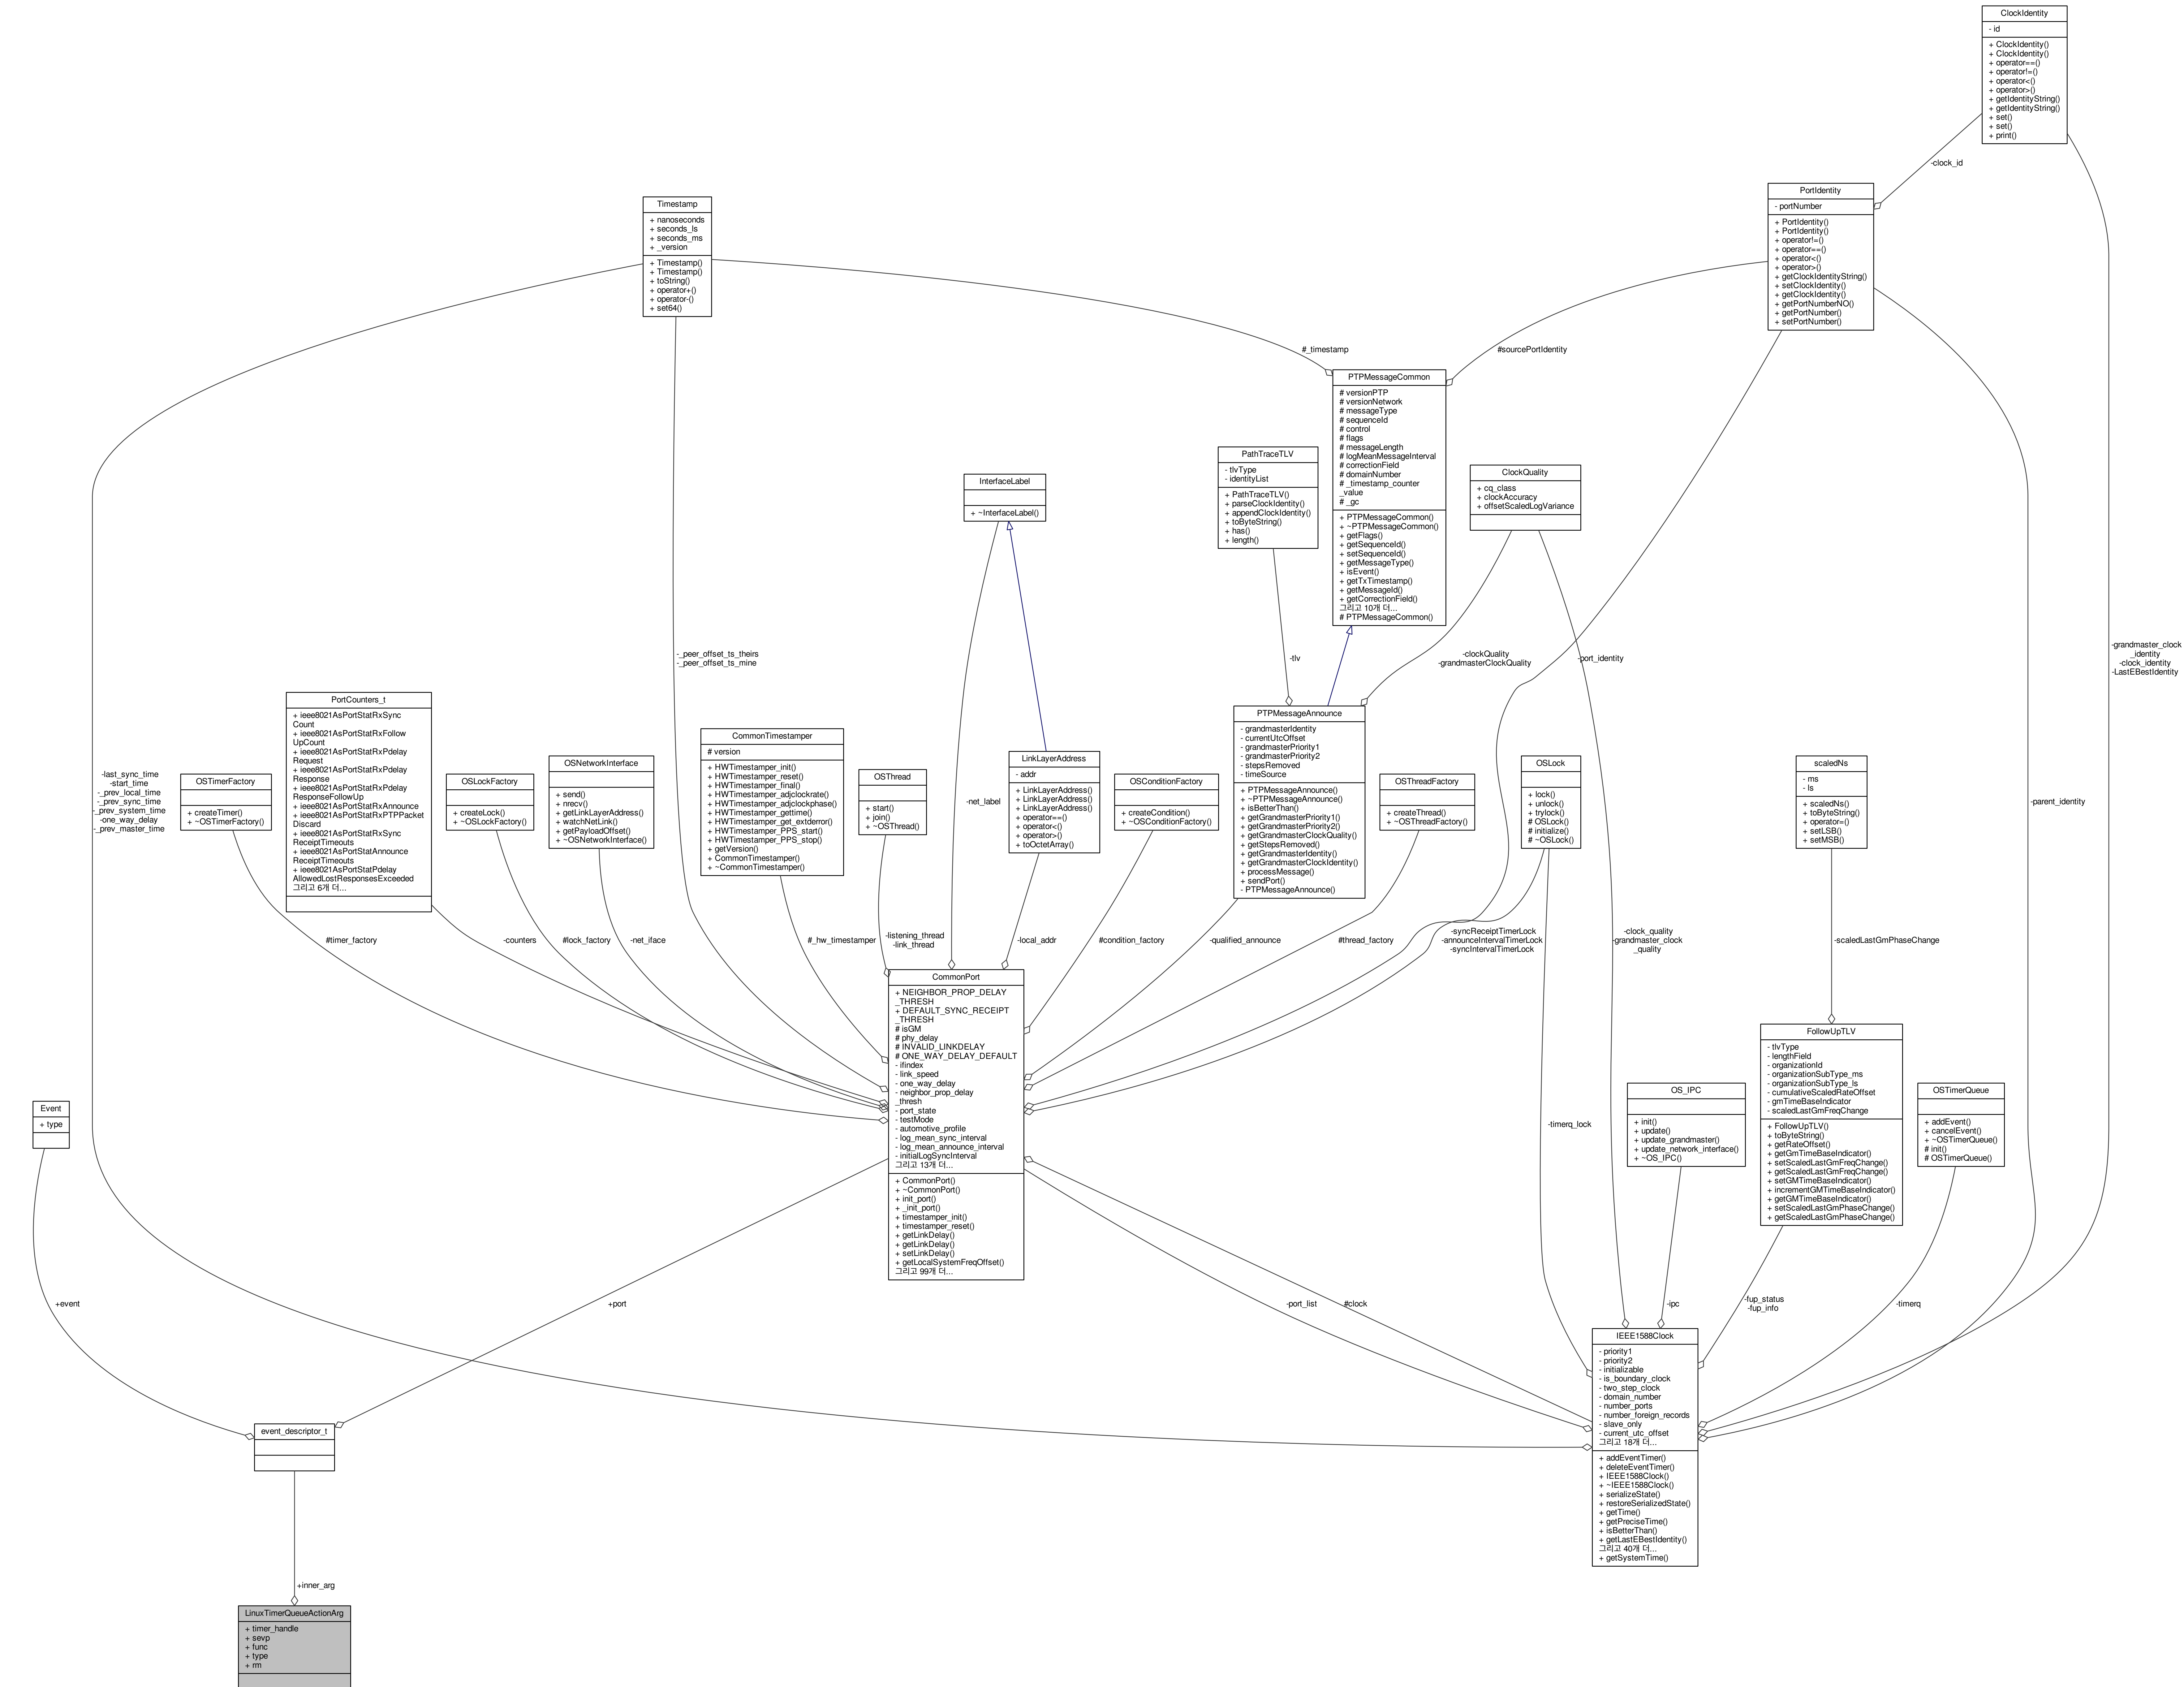 ClockIdentity
- id
+ ClockIdentity()
+ ClockIdentity()
+ operator==()
+ operator!=()
+ operator<()
+ operator>()
+ getIdentityString()
+ getIdentityString()
+ set()
+ set()
+ print()
-clock_id
PortIdentity
- portNumber
+ PortIdentity()
+ PortIdentity()
+ operator!=()
+ operator==()
+ operator<()
+ operator>()
+ getClockIdentityString()
+ setClockIdentity()
+ getClockIdentity()
+ getPortNumberNO()
+ getPortNumber()
+ setPortNumber()
Timestamp
+ nanoseconds
+ seconds_ls
+ seconds_ms
+ _version
+ Timestamp()
+ Timestamp()
+ toString()
+ operator+()
+ operator-()
+ set64()
#_timestamp
#sourcePortIdentity
PTPMessageCommon
# versionPTP
# versionNetwork
# messageType
# sequenceId
# control
# flags
# messageLength
# logMeanMessageInterval
# correctionField
# domainNumber
# _timestamp_counter
_value
# _gc
+ PTPMessageCommon()
+ ~PTPMessageCommon()
+ getFlags()
+ getSequenceId()
+ setSequenceId()
+ getMessageType()
+ isEvent()
+ getTxTimestamp()
+ getMessageId()
+ getCorrectionField()
그리고 10개 더...
# PTPMessageCommon()
PathTraceTLV
- tlvType
- identityList
+ PathTraceTLV()
+ parseClockIdentity()
+ appendClockIdentity()
+ toByteString()
+ has()
+ length()
ClockQuality
+ cq_class
+ clockAccuracy
+ offsetScaledLogVariance
InterfaceLabel
+ ~InterfaceLabel()
-_peer_offset_ts_theirs
-_peer_offset_ts_mine
-tlv
-clockQuality
-grandmasterClockQuality
-port_identity
-grandmaster_clock
_identity
-clock_identity
-LastEBestIdentity
PortCounters_t
+ ieee8021AsPortStatRxSync
Count
+ ieee8021AsPortStatRxFollow
UpCount
+ ieee8021AsPortStatRxPdelay
Request
+ ieee8021AsPortStatRxPdelay
Response
+ ieee8021AsPortStatRxPdelay
ResponseFollowUp
+ ieee8021AsPortStatRxAnnounce
+ ieee8021AsPortStatRxPTPPacket
Discard
+ ieee8021AsPortStatRxSync
ReceiptTimeouts
+ ieee8021AsPortStatAnnounce
ReceiptTimeouts
+ ieee8021AsPortStatPdelay
AllowedLostResponsesExceeded
그리고 6개 더...
-last_sync_time
-start_time
-_prev_local_time
-_prev_sync_time
-_prev_system_time
-one_way_delay
-_prev_master_time
OSTimerFactory
+ createTimer()
+ ~OSTimerFactory()
OSLockFactory
+ createLock()
+ ~OSLockFactory()
OSNetworkInterface
+ send()
+ nrecv()
+ getLinkLayerAddress()
+ watchNetLink()
+ getPayloadOffset()
+ ~OSNetworkInterface()
CommonTimestamper
# version
+ HWTimestamper_init()
+ HWTimestamper_reset()
+ HWTimestamper_final()
+ HWTimestamper_adjclockrate()
+ HWTimestamper_adjclockphase()
+ HWTimestamper_gettime()
+ HWTimestamper_get_extderror()
+ HWTimestamper_PPS_start()
+ HWTimestamper_PPS_stop()
+ getVersion()
+ CommonTimestamper()
+ ~CommonTimestamper()
OSThread
+ start()
+ join()
+ ~OSThread()
-net_label
LinkLayerAddress
- addr
+ LinkLayerAddress()
+ LinkLayerAddress()
+ LinkLayerAddress()
+ operator==()
+ operator<()
+ operator>()
+ toOctetArray()
OSConditionFactory
+ createCondition()
+ ~OSConditionFactory()
PTPMessageAnnounce
- grandmasterIdentity
- currentUtcOffset
- grandmasterPriority1
- grandmasterPriority2
- stepsRemoved
- timeSource
+ PTPMessageAnnounce()
+ ~PTPMessageAnnounce()
+ isBetterThan()
+ getGrandmasterPriority1()
+ getGrandmasterPriority2()
+ getGrandmasterClockQuality()
+ getStepsRemoved()
+ getGrandmasterIdentity()
+ getGrandmasterClockIdentity()
+ processMessage()
+ sendPort()
- PTPMessageAnnounce()
OSThreadFactory
+ createThread()
+ ~OSThreadFactory()
OSLock
+ lock()
+ unlock()
+ trylock()
# OSLock()
# initialize()
# ~OSLock()
scaledNs
- ms
- ls
+ scaledNs()
+ toByteString()
+ operator=()
+ setLSB()
+ setMSB()
-parent_identity
#timer_factory
-counters
#lock_factory
-net_iface
#_hw_timestamper
-listening_thread
-link_thread
-local_addr
#condition_factory
-qualified_announce
#thread_factory
-syncReceiptTimerLock
-announceIntervalTimerLock
-syncIntervalTimerLock
-clock_quality
-grandmaster_clock
_quality
-scaledLastGmPhaseChange
CommonPort
+ NEIGHBOR_PROP_DELAY
_THRESH
+ DEFAULT_SYNC_RECEIPT
_THRESH
# isGM
# phy_delay
# INVALID_LINKDELAY
# ONE_WAY_DELAY_DEFAULT
- ifindex
- link_speed
- one_way_delay
- neighbor_prop_delay
_thresh
- port_state
- testMode
- automotive_profile
- log_mean_sync_interval
- log_mean_announce_interval
- initialLogSyncInterval
그리고 13개 더...
+ CommonPort()
+ ~CommonPort()
+ init_port()
+ _init_port()
+ timestamper_init()
+ timestamper_reset()
+ getLinkDelay()
+ getLinkDelay()
+ setLinkDelay()
+ getLocalSystemFreqOffset()
그리고 99개 더...
Event
+ type
-timerq_lock
OS_IPC
+ init()
+ update()
+ update_grandmaster()
+ update_network_interface()
+ ~OS_IPC()
FollowUpTLV
- tlvType
- lengthField
- organizationId
- organizationSubType_ms
- organizationSubType_ls
- cumulativeScaledRateOffset
- gmTimeBaseIndicator
- scaledLastGmFreqChange
+ FollowUpTLV()
+ toByteString()
+ getRateOffset()
+ getGmTimeBaseIndicator()
+ setScaledLastGmFreqChange()
+ getScaledLastGmFreqChange()
+ setGMTimeBaseIndicator()
+ incrementGMTimeBaseIndicator()
+ getGMTimeBaseIndicator()
+ setScaledLastGmPhaseChange()
+ getScaledLastGmPhaseChange()
OSTimerQueue
+ addEvent()
+ cancelEvent()
+ ~OSTimerQueue()
# init()
# OSTimerQueue()
+event
+port
-port_list
#clock
-ipc
-fup_status
-fup_info
-timerq
IEEE1588Clock
- priority1
- priority2
- initializable
- is_boundary_clock
- two_step_clock
- domain_number
- number_ports
- number_foreign_records
- slave_only
- current_utc_offset
그리고 18개 더...
+ addEventTimer()
+ deleteEventTimer()
+ IEEE1588Clock()
+ ~IEEE1588Clock()
+ serializeState()
+ restoreSerializedState()
+ getTime()
+ getPreciseTime()
+ isBetterThan()
+ getLastEBestIdentity()
그리고 40개 더...
+ getSystemTime()
event_descriptor_t
+inner_arg
LinuxTimerQueueActionArg
+ timer_handle
+ sevp
+ func
+ type
+ rm